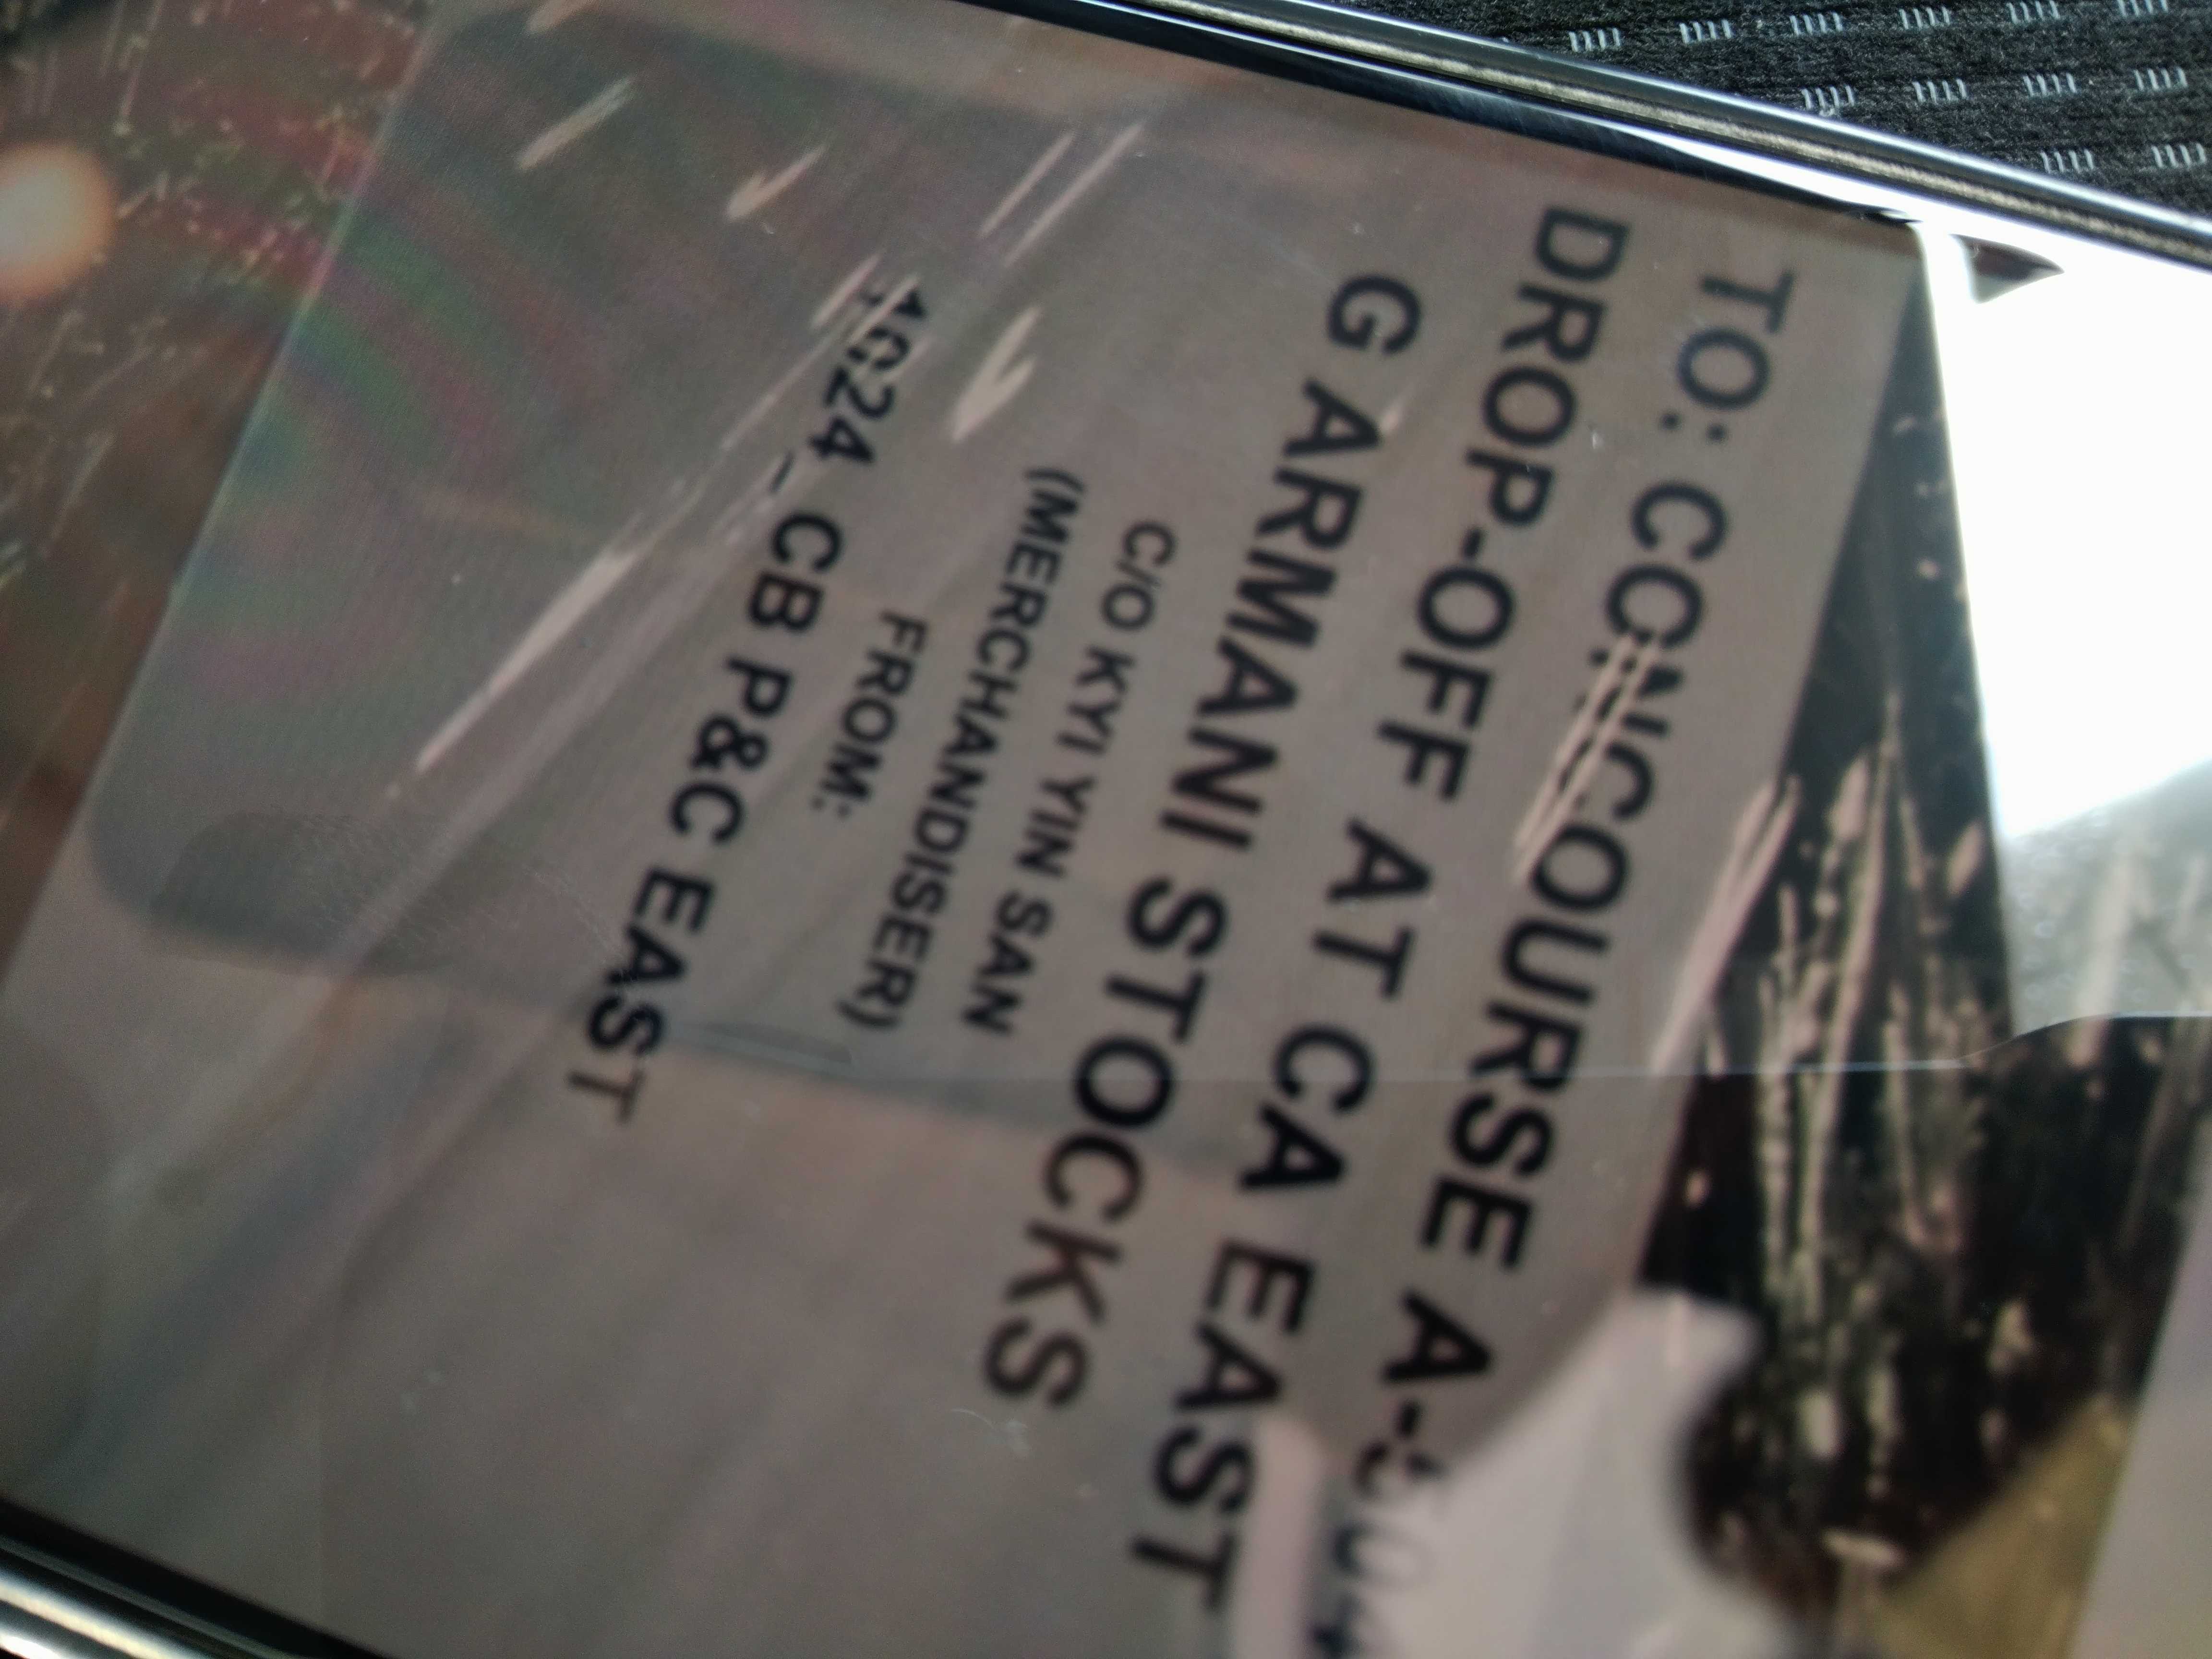 TO: CONCOURSE
DROP-OFF AT CA EAST
G ARMANI STOCKS
C/O KYI YIN SAN
(MERCHANDISER)
FROM:
CB P&C EAST